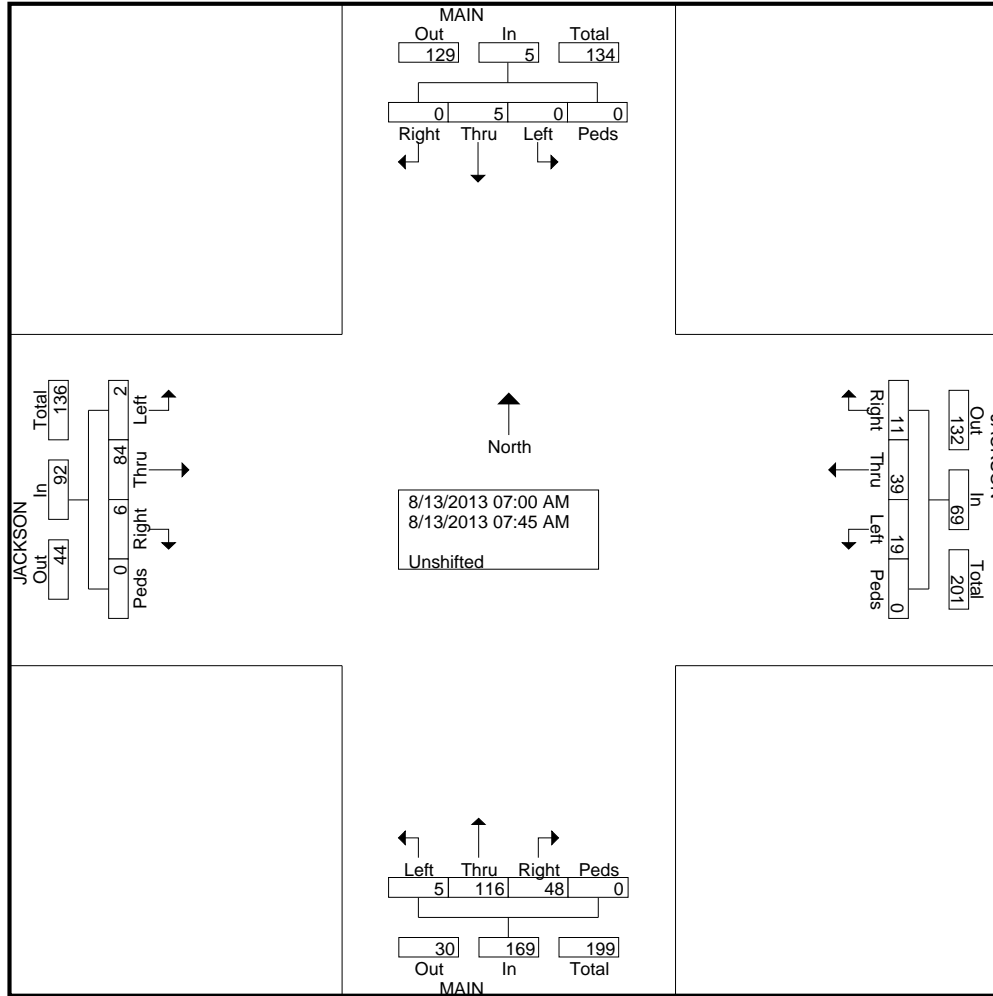 MAIN
Out In Total
129 5 134
0 5 0 0
Right Thru Left Peds
JACKSON
Out In Total
44 92 136
Left Thru Right Peds
2 84 6 0
North
8/13/2013 07:00 AM
8/13/2013 07:45 AM
Unshifted
Right Thru Left Peds
11 39 19 0
Out In Total
132 69 201
Left Thru Right Peds
5 116 48 0
30 169 199
Out In Total
MAIN